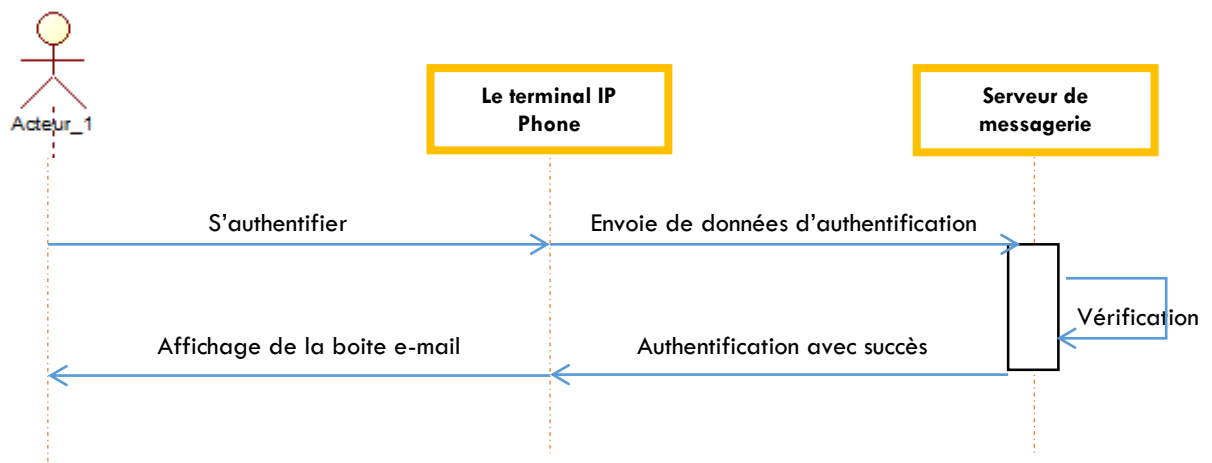 Acteur_1
Le terminal IP
Phone
Serveur de
messagerie
S'authentifier
Envoie de données d'authentification
Vérification
Affichage de la boite e-mail
Authentification avec succès